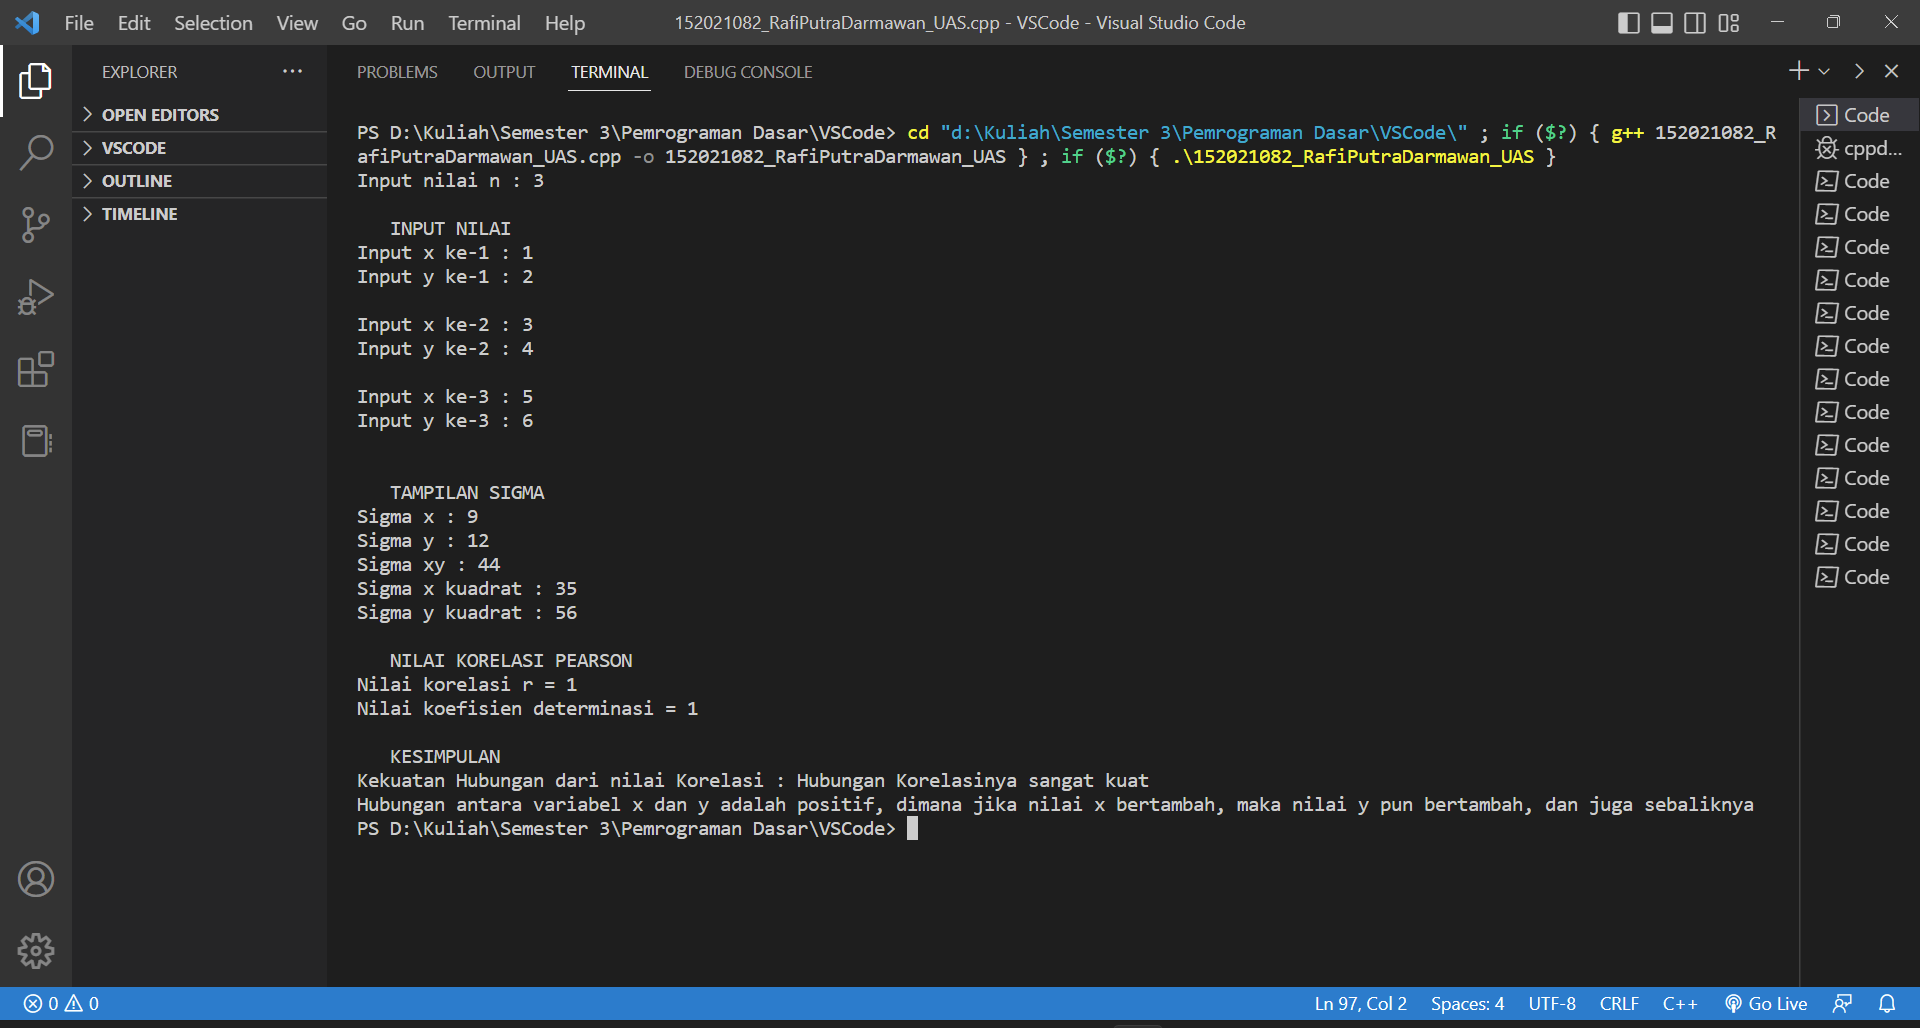 File Edit Selection View Go Run Terminal Help 152021082_RafiPutraDarmawan_UAS.cpp - VSCode - Visual Studio Code
EXPLORER ···
OPEN EDITORS
VSCODE
OUTLINE
TIMELINE
PROBLEMS OUTPUT TERMINAL DEBUG CONSOLE
PS D:\Kuliah\Semester 3\Pemrograman Dasar\VSCode> cd "d:\Kuliah\Semester 3\Pemrograman Dasar\VSCode\" ; if ($?) { g++ 152021082_R
afiPutraDarmawan_UAS.cpp -o 152021082_RafiPutraDarmawan_UAS } ; if ($?) { .\152021082_RafiPutraDarmawan_UAS }
Input nilai n : 3
INPUT NILAI
Input x ke-1 : 1
Input y ke-1 : 2
Input x ke-2 : 3
Input y ke-2 : 4
Input x ke-3 : 5
Input y ke-3 : 6
TAMPILAN SIGMA
Sigma x : 9
Sigma y : 12
Sigma xy : 44
Sigma x kuadrat : 35
Sigma y kuadrat : 56
NILAI KORELASI PEARSON
Nilai korelasi r = 1
Nilai koefisien determinasi = 1
KESIMPULAN
Kekuatan Hubungan dari nilai Korelasi : Hubungan Korelasinya sangat kuat
Hubungan antara variabel x dan y adalah positif, dimana jika nilai x bertambah, maka nilai y pun bertambah, dan juga sebaliknya
PS D:\Kuliah\Semester 3\Pemrograman Dasar\VSCode>
Code
cppd...
Code
Code
Code
Code
Code
Code
Code
Code
Code
Code
Code
Code
Code
0 0
Ln 97, Col 2 Spaces: 4 UTF-8 CRLF C++ Go Live